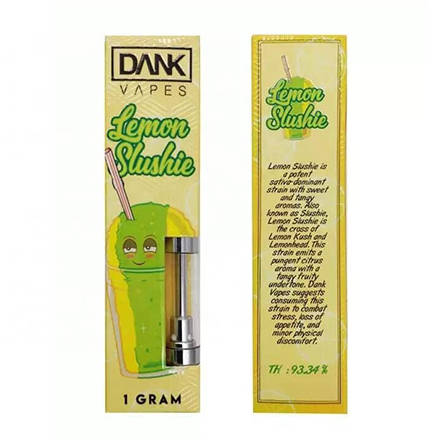 DANK
VAPES
Lemon
Slushie
1 GRAM
Lemon
Slushie
Lemon Slushie is
a potent
sativa-dominant
strain with sweet
and tangy
aromas. Also
known as Slushie,
Lemon Slushie is
the cross of
Lemon Kush and
Lemonhead. This
strain emits a
pungent citrus
aroma with a
tangy fruity
undertone. Dank
Vapes suggests
consuming this
strain to combat
stress, loss of
appetite, and
minor physical
discomfort.
TH :93.34%